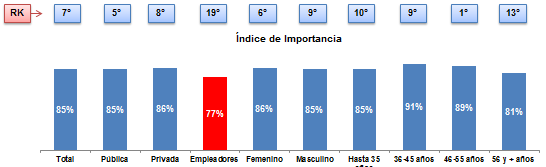 RK 7° 5° 8° 19° 6° 9° 10° 9° 1° 13°
Índice de Importancia
85% 85% 86% 77% 86% 85% 85% 91% 89% 81%
Total Pública Privada Empleadores Femenino Masculino Hasta 35 36-45 años 46-55 años 56 y + años
años